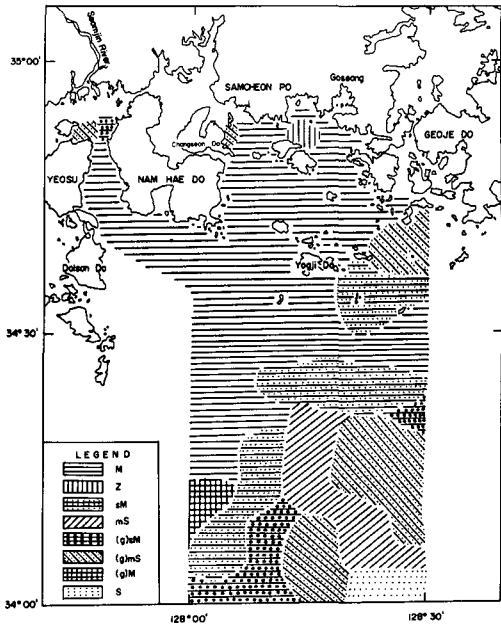 35°00'
Seomjin River
SAMCHEON PO
Gosong
GEOJE DO
Changseon Do
YEOSU
NAM HAE DO
Dolsan Do
Yogji Do
34°30'
LEGEND
M
Z
sM
mS
(g)sM
(g)mS
(g)M
S
34°00'
128°00'
128°30'